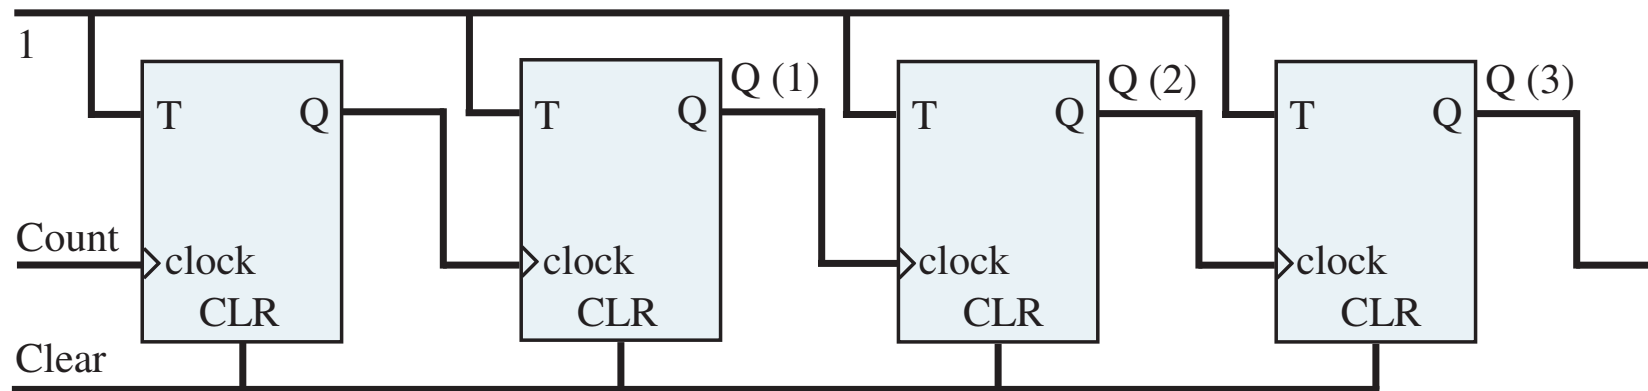 1
T Q
Count
clock
CLR
Clear
Q (1)
T Q
clock
CLR
Q (2)
T Q
clock
CLR
Q (3)
T Q
clock
CLR